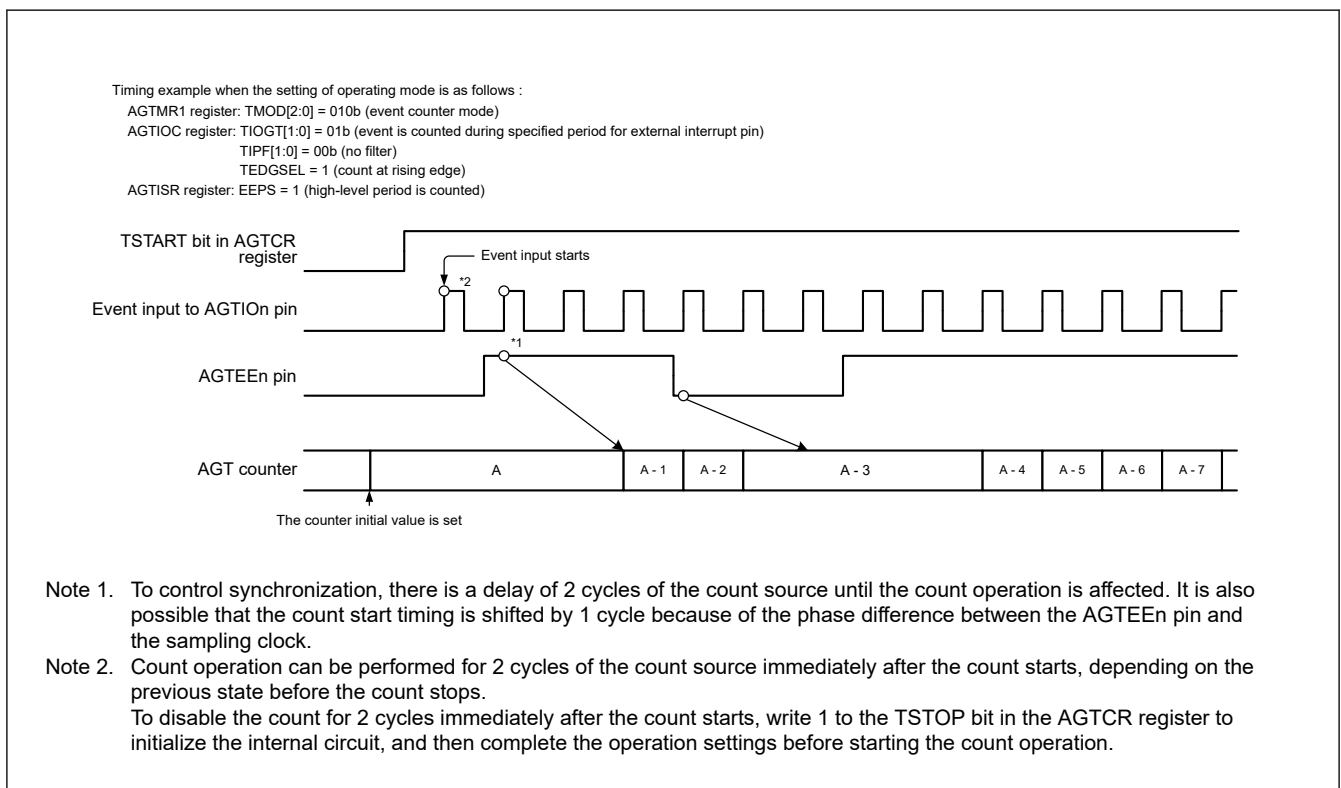 Timing example when the setting of operating mode is as follows :
AGTMR1 register: TMOD[2:0] = 010b (event counter mode)
AGTIOC register: TIOGT[1:0] = 01b (event is counted during specified period for external interrupt pin)
TIPF[1:0] = 00b (no filter)
TEDGSEL = 1 (count at rising edge)
AGTISR register: EEPS = 1 (high-level period is counted)
TSTART bit in AGTCR
register
Event input starts
*2
Event input to AGTIOn pin
*1
AGTEEn pin
AGT counter
A
A - 1
A - 2
A - 3
A - 4
A - 5
A - 6
A - 7
The counter initial value is set
Note 1. To control synchronization, there is a delay of 2 cycles of the count source until the count operation is affected. It is also
possible that the count start timing is shifted by 1 cycle because of the phase difference between the AGTEEn pin and
the sampling clock.
Note 2. Count operation can be performed for 2 cycles of the count source immediately after the count starts, depending on the
previous state before the count stops.
To disable the count for 2 cycles immediately after the count starts, write 1 to the TSTOP bit in the AGTCR register to
initialize the internal circuit, and then complete the operation settings before starting the count operation.